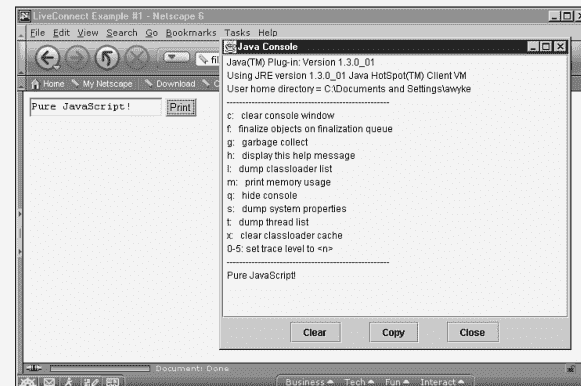 LiveConnect Example #1 - Netscape 6
File Edit View Search Go Bookmarks Tasks Help
fil
Home My Netscape Download
Pure JavaScript! Print
Java Console
Java(TM) Plug-in: Version 1.3.0_01
Using JRE version 1.3.0_01 Java HotSpot(TM) Client VM
User home directory = C:\Documents and Settings\awyke
----------------------------------------------------
c: clear console window
f: finalize objects on finalization queue
g: garbage collect
h: display this help message
l: dump classloader list
m: print memory usage
q: hide console
s: dump system properties
t: dump thread list
x: clear classloader cache
0-5: set trace level to <n>
----------------------------------------------------
Pure JavaScript!
Clear Copy Close
Document: Done
Business Tech Fun Interact